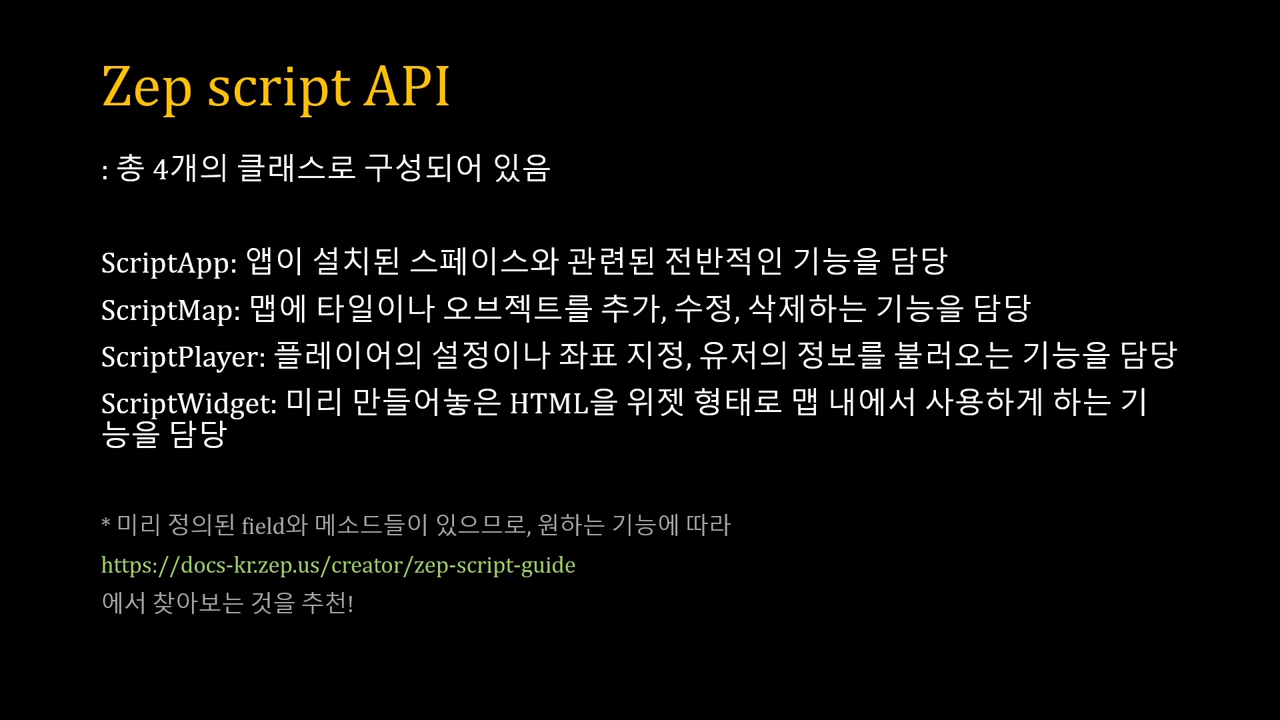 Zep script API
: 총 4개의 클래스로 구성되어 있음
ScriptApp: 앱이 설치된 스페이스와 관련된 전반적인 기능을 담당
ScriptMap: 맵에 타일이나 오브젝트를 추가, 수정, 삭제하는 기능을 담당
ScriptPlayer: 플레이어의 설정이나 좌표 지정, 유저의 정보를 불러오는 기능을 담당
ScriptWidget: 미리 만들어놓은 HTML을 위젯 형태로 맵 내에서 사용하게 하는 기
능을 담당
* 미리 정의된 field와 메소드들이 있으므로, 원하는 기능에 따라
https://docs-kr.zep.us/creator/zep-script-guide
에서 찾아보는 것을 추천!